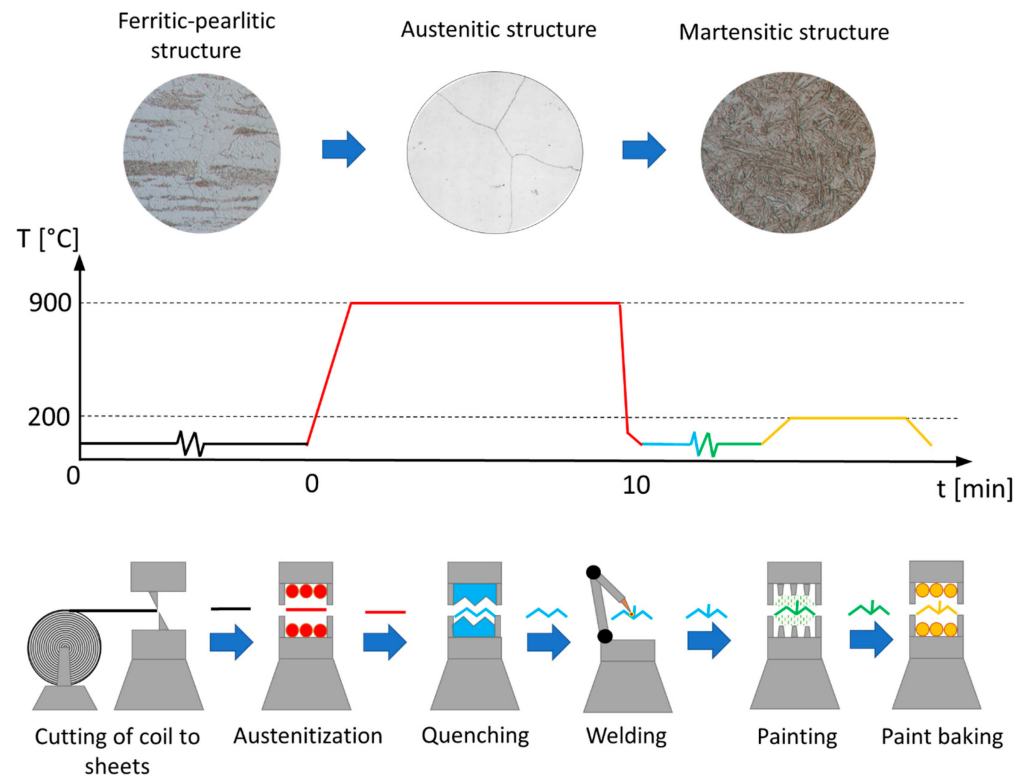 Ferritic-pearlitic
structure
Austenitic structure
Martensitic structure
T [°C]
900
200
0
0
10
t [min]
Cutting of coil to
sheets
Austenitization
Quenching
Welding
Painting
Paint baking